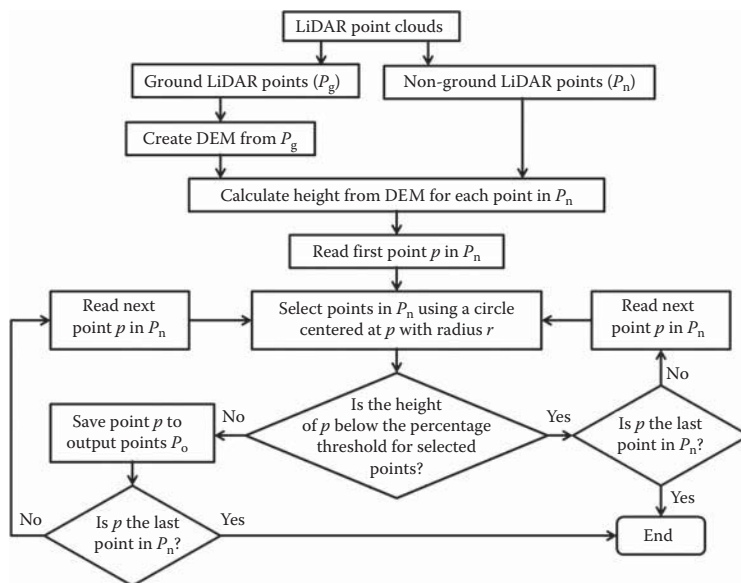 LiDAR point clouds
Ground LiDAR points (Pg)
Non-ground LiDAR points (Pn)
Create DEM from Pg
Calculate height from DEM for each point in Pn
Read first point p in Pn
Read next
point p in Pn
Select points in Pn using a circle
centered at p with radius r
Read next
point p in Pn
No
Is the height
of p below the percentage
threshold for selected
points?
No
Yes
Save point p to
output points Po
Is p the last
point in Pn?
Yes
No
Is p the last
point in Pn?
Yes
End